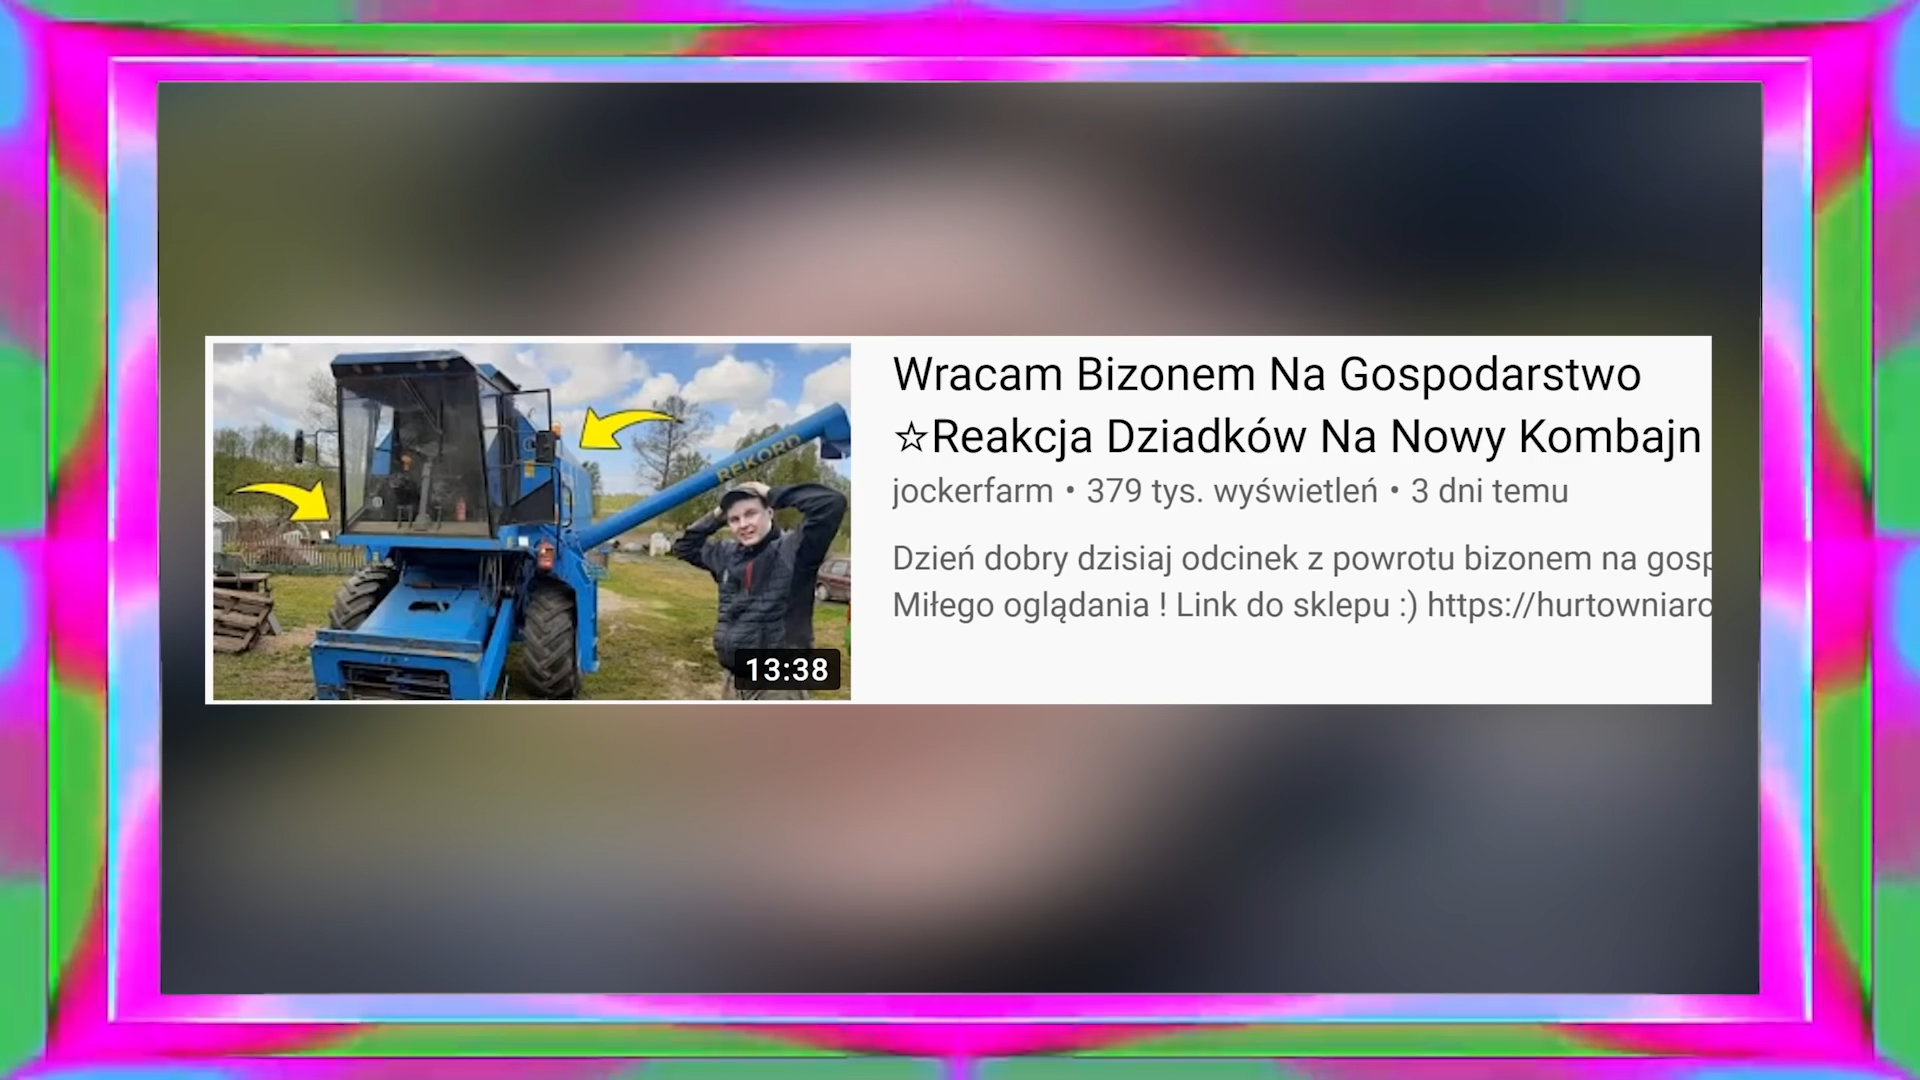 REKORD
13:38
Wracam Bizonem Na Gospodarstwo
☆Reakcja Dziadków Na Nowy Kombajn
jockerfarm • 379 tys. wyświetleń • 3 dni temu
Dzień dobry dzisiaj odcinek z powrotu bizonem na gosp
Miłego oglądania ! Link do sklepu :) https://hurtowniaro